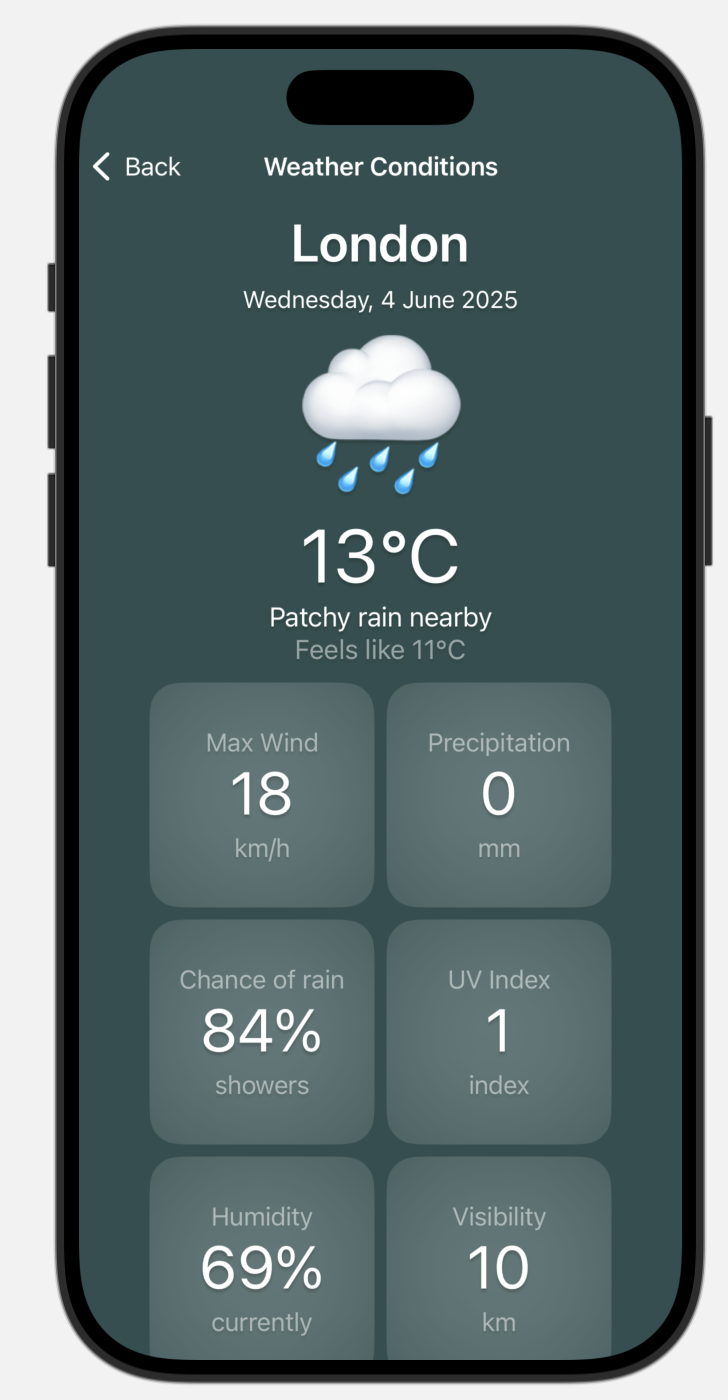 Back
Weather Conditions
London
Wednesday, 4 June 2025
13°C
Patchy rain nearby
Feels like 11°C
Max Wind
18
km/h
Precipitation
0
mm
Chance of rain
84%
showers
UV Index
1
index
Humidity
69%
currently
Visibility
10
km